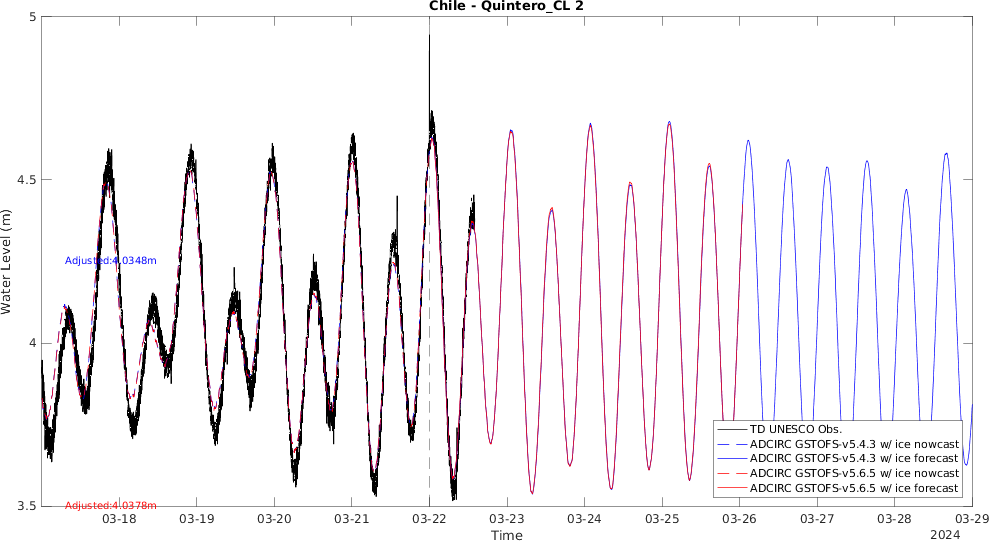 Chile - Quintero_CL 2
5
4.5
4
3.5
Water Level (m)
Adjusted:4.0348m
Adjusted:4.0378m
TD UNESCO Obs.
ADCIRC GSTOFS-v5.4.3 w/ ice nowcast
ADCIRC GSTOFS-v5.4.3 w/ ice forecast
ADCIRC GSTOFS-v5.6.5 w/ ice nowcast
ADCIRC GSTOFS-v5.6.5 w/ ice forecast
03-18 03-19 03-20 03-21 03-22 03-23 03-24 03-25 03-26 03-27 03-28 03-29
Time
2024